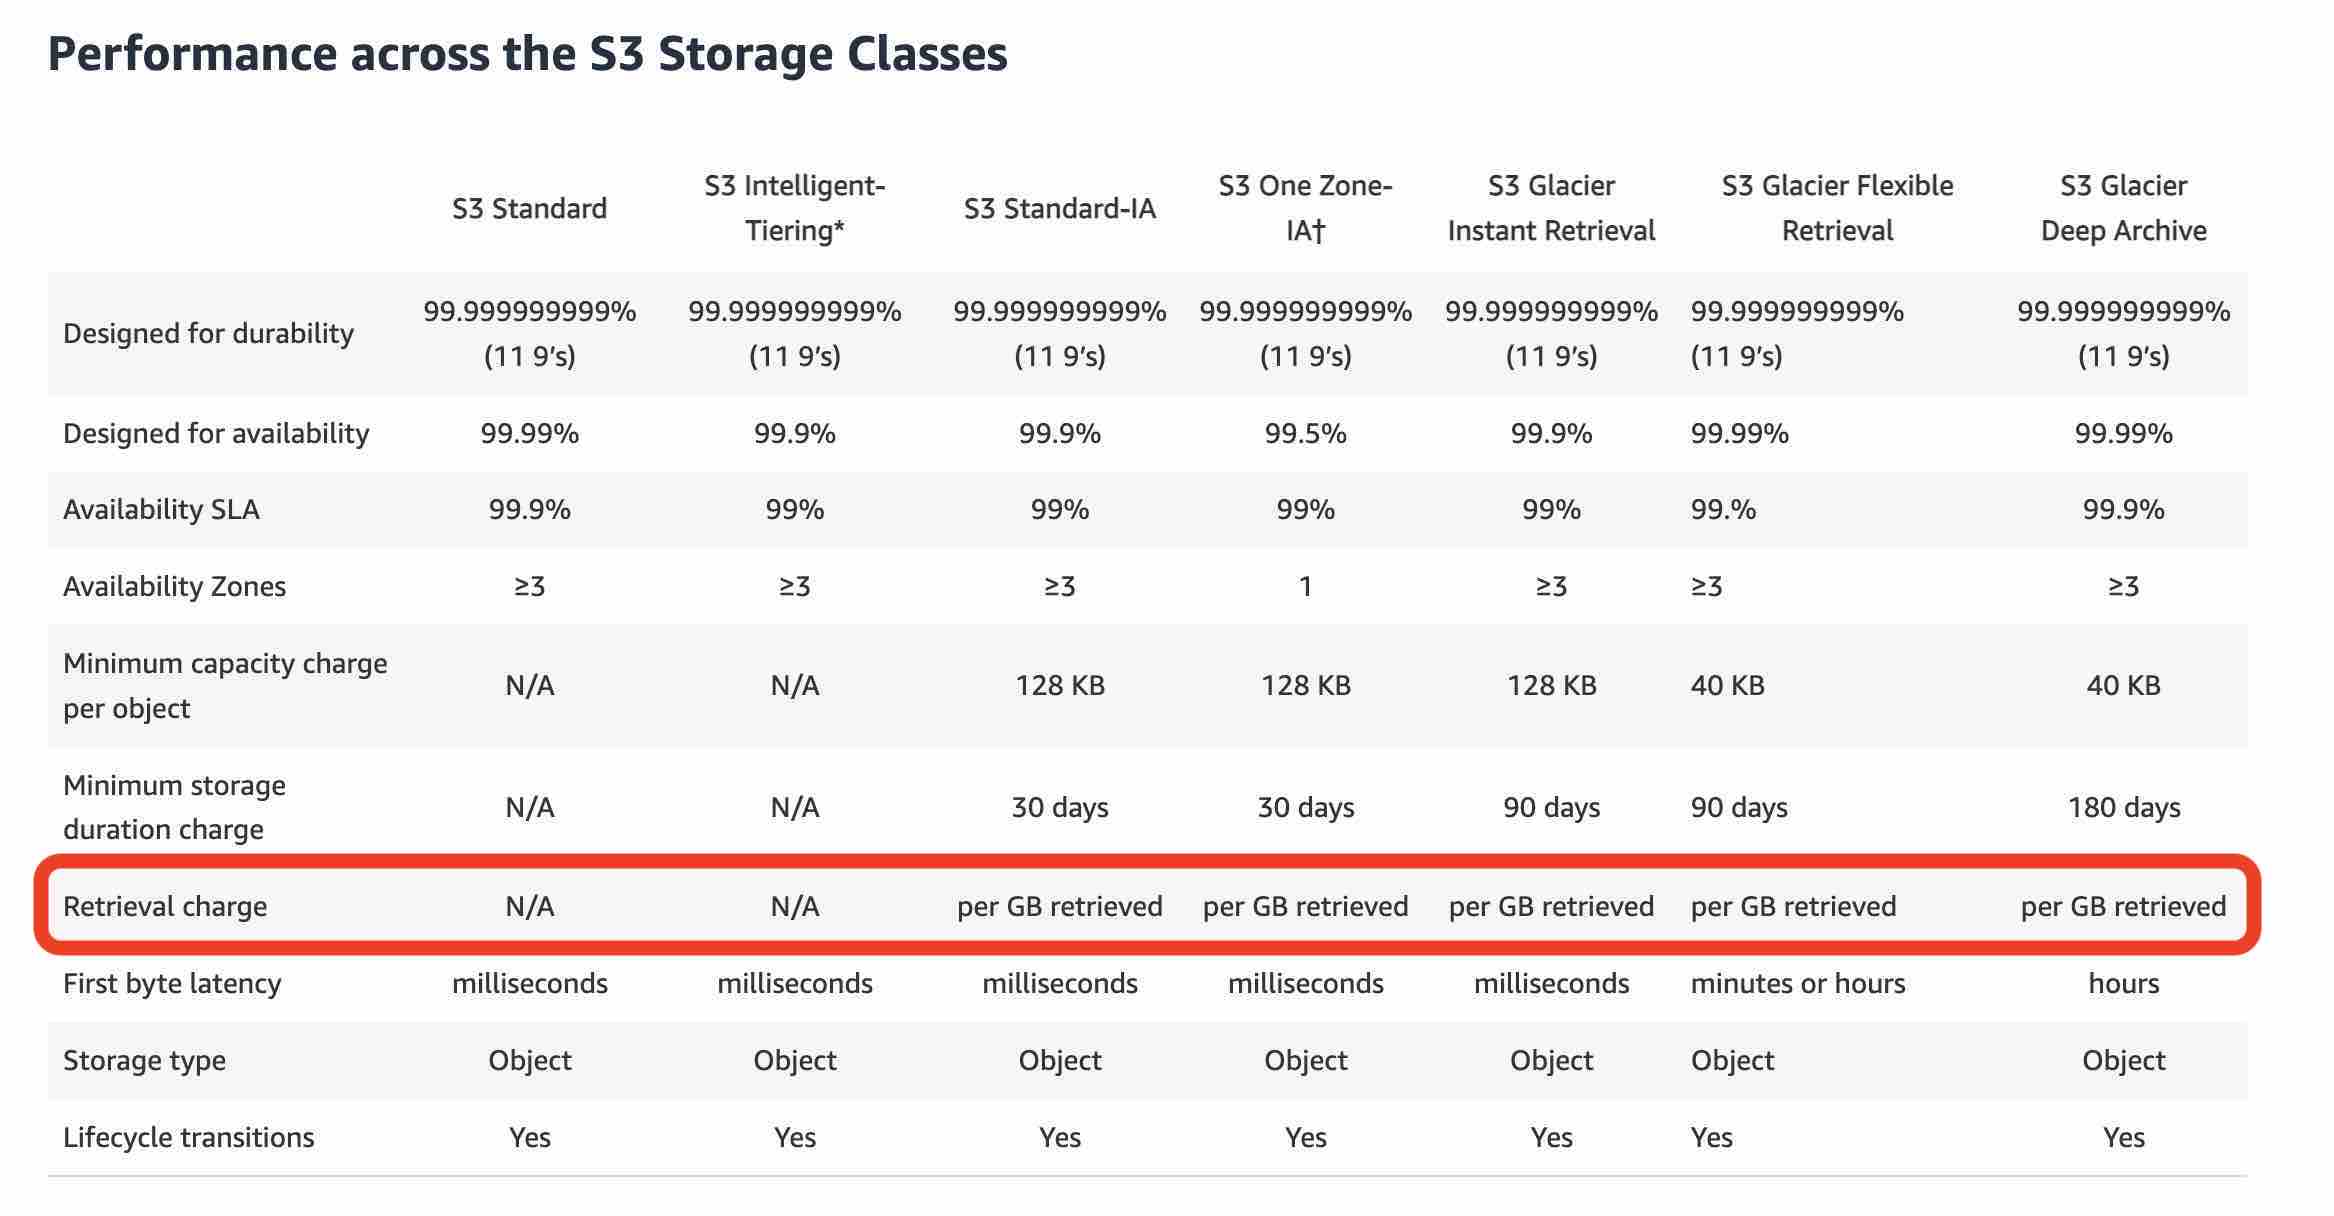 Performance across the S3 Storage Classes
S3 Standard
S3 Intelligent-
Tiering*
S3 Standard-IA
S3 One Zone-
IA†
S3 Glacier
Instant Retrieval
S3 Glacier Flexible
Retrieval
S3 Glacier
Deep Archive
Designed for durability
99.999999999%
(11 9’s)
99.999999999%
(11 9’s)
99.999999999%
(11 9’s)
99.999999999%
(11 9’s)
99.999999999%
(11 9’s)
99.999999999%
(11 9’s)
99.999999999%
(11 9’s)
Designed for availability 99.99% 99.9% 99.9% 99.5% 99.9% 99.99% 99.99%
Availability SLA 99.9% 99% 99% 99% 99% 99.% 99.9%
Availability Zones ≥3 ≥3 ≥3 1 ≥3 ≥3 ≥3
Minimum capacity charge
per object
N/A N/A 128 KB 128 KB 128 KB 40 KB 40 KB
Minimum storage
duration charge
N/A N/A 30 days 30 days 90 days 90 days 180 days
Retrieval charge N/A N/A per GB retrieved per GB retrieved per GB retrieved per GB retrieved per GB retrieved
First byte latency milliseconds milliseconds milliseconds milliseconds milliseconds minutes or hours hours
Storage type Object Object Object Object Object Object Object
Lifecycle transitions Yes Yes Yes Yes Yes Yes Yes